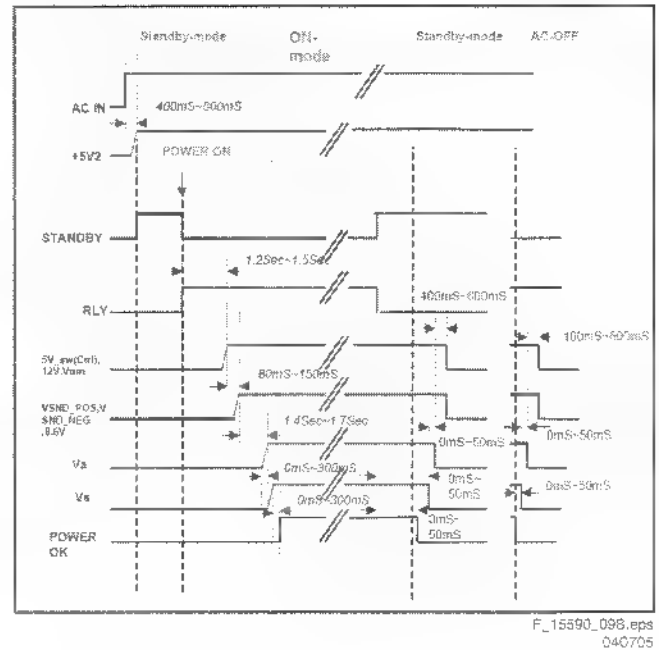 Standby-mode
ON-
mode
Standby-mode
AC-OFF
AC IN
400mS~800mS
+5V2
POWER ON
STANDBY
1.2Sec~1.5Sec
RLY
400mS~600mS
5V_sw(Ctrl),
12V,Vsm
100mS~600mS
80mS~150mS
VSND_POS,V
SND_NEG
,8.6V
1.4Sec~1.7Sec
0mS~50mS
0mS~50mS
Va
0mS~300mS
0mS~
50mS
0mS~50mS
Vs
0mS~300mS
0mS~
50mS
POWER
OK
F_15590_098.eps
040705